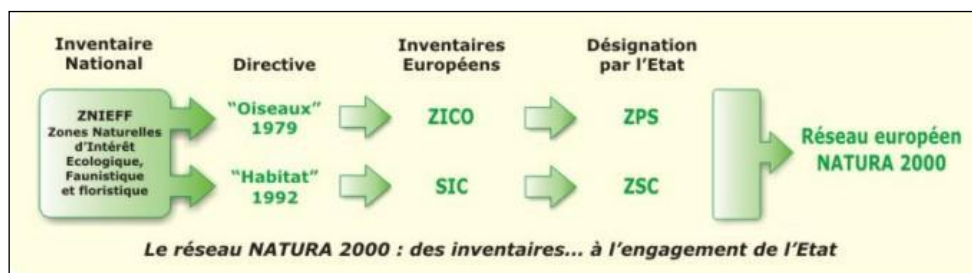 Inventaire
National
Directive
Inventaires
Européens
Désignation
par l'Etat
ZNIEFF
Zones Naturelles
d'Intérêt
Ecologique,
Faunistique
et floristique
"Oiseaux"
1979
ZICO
ZPS
"Habitat"
1992
SIC
ZSC
Réseau européen
NATURA 2000
Le réseau NATURA 2000 : des inventaires... à l'engagement de l'Etat